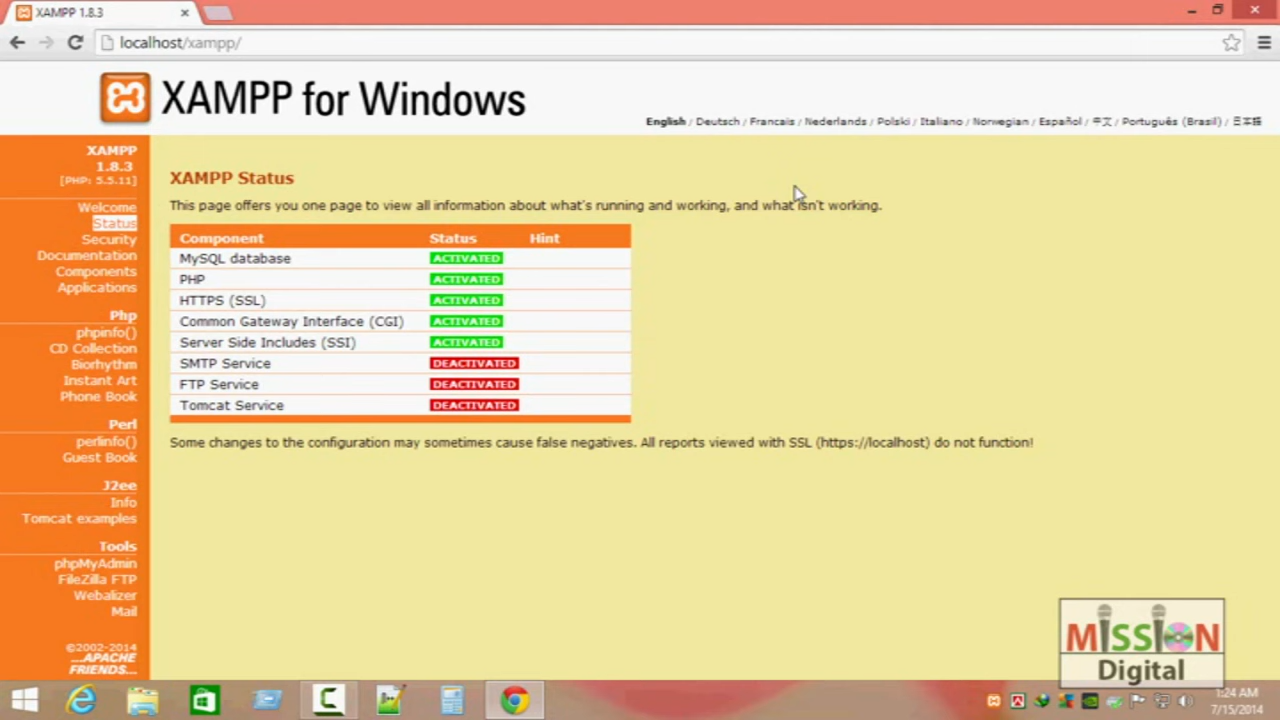 XAMPP 1.8.3
localhost/xampp/
XAMPP for Windows
English / Deutsch / Francais / Nederlands / Polski / Italiano / Norwegian / Español / 中文 / Português (Brasil) / 日本語
XAMPP
1.8.3
[PHP: 5.5.11]
Welcome
Status
Security
Documentation
Components
Applications
Php
phpinfo()
CD Collection
Biorhythm
Instant Art
Phone Book
Perl
perlinfo()
Guest Book
J2ee
Info
Tomcat examples
Tools
phpMyAdmin
FileZilla FTP
Webalizer
Mail
©2002-2014
...APACHE
FRIENDS...
XAMPP Status
This page offers you one page to view all information about what's running and working, and what isn't working.
Component Status Hint
MySQL database ACTIVATED
PHP ACTIVATED
HTTPS (SSL) ACTIVATED
Common Gateway Interface (CGI) ACTIVATED
Server Side Includes (SSI) ACTIVATED
SMTP Service DEACTIVATED
FTP Service DEACTIVATED
Tomcat Service DEACTIVATED
Some changes to the configuration may sometimes cause false negatives. All reports viewed with SSL (https://localhost) do not function!
MISSION
Digital
1:24 AM
7/15/2014